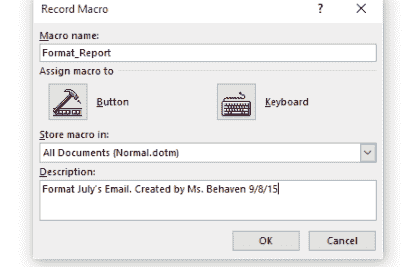 Record Macro
Macro name:
Format_Report
Assign macro to
Button
Keyboard
Store macro in:
All Documents (Normal.dotm)
Description:
Format July's Email. Created by Ms. Behaven 9/8/15
OK Cancel